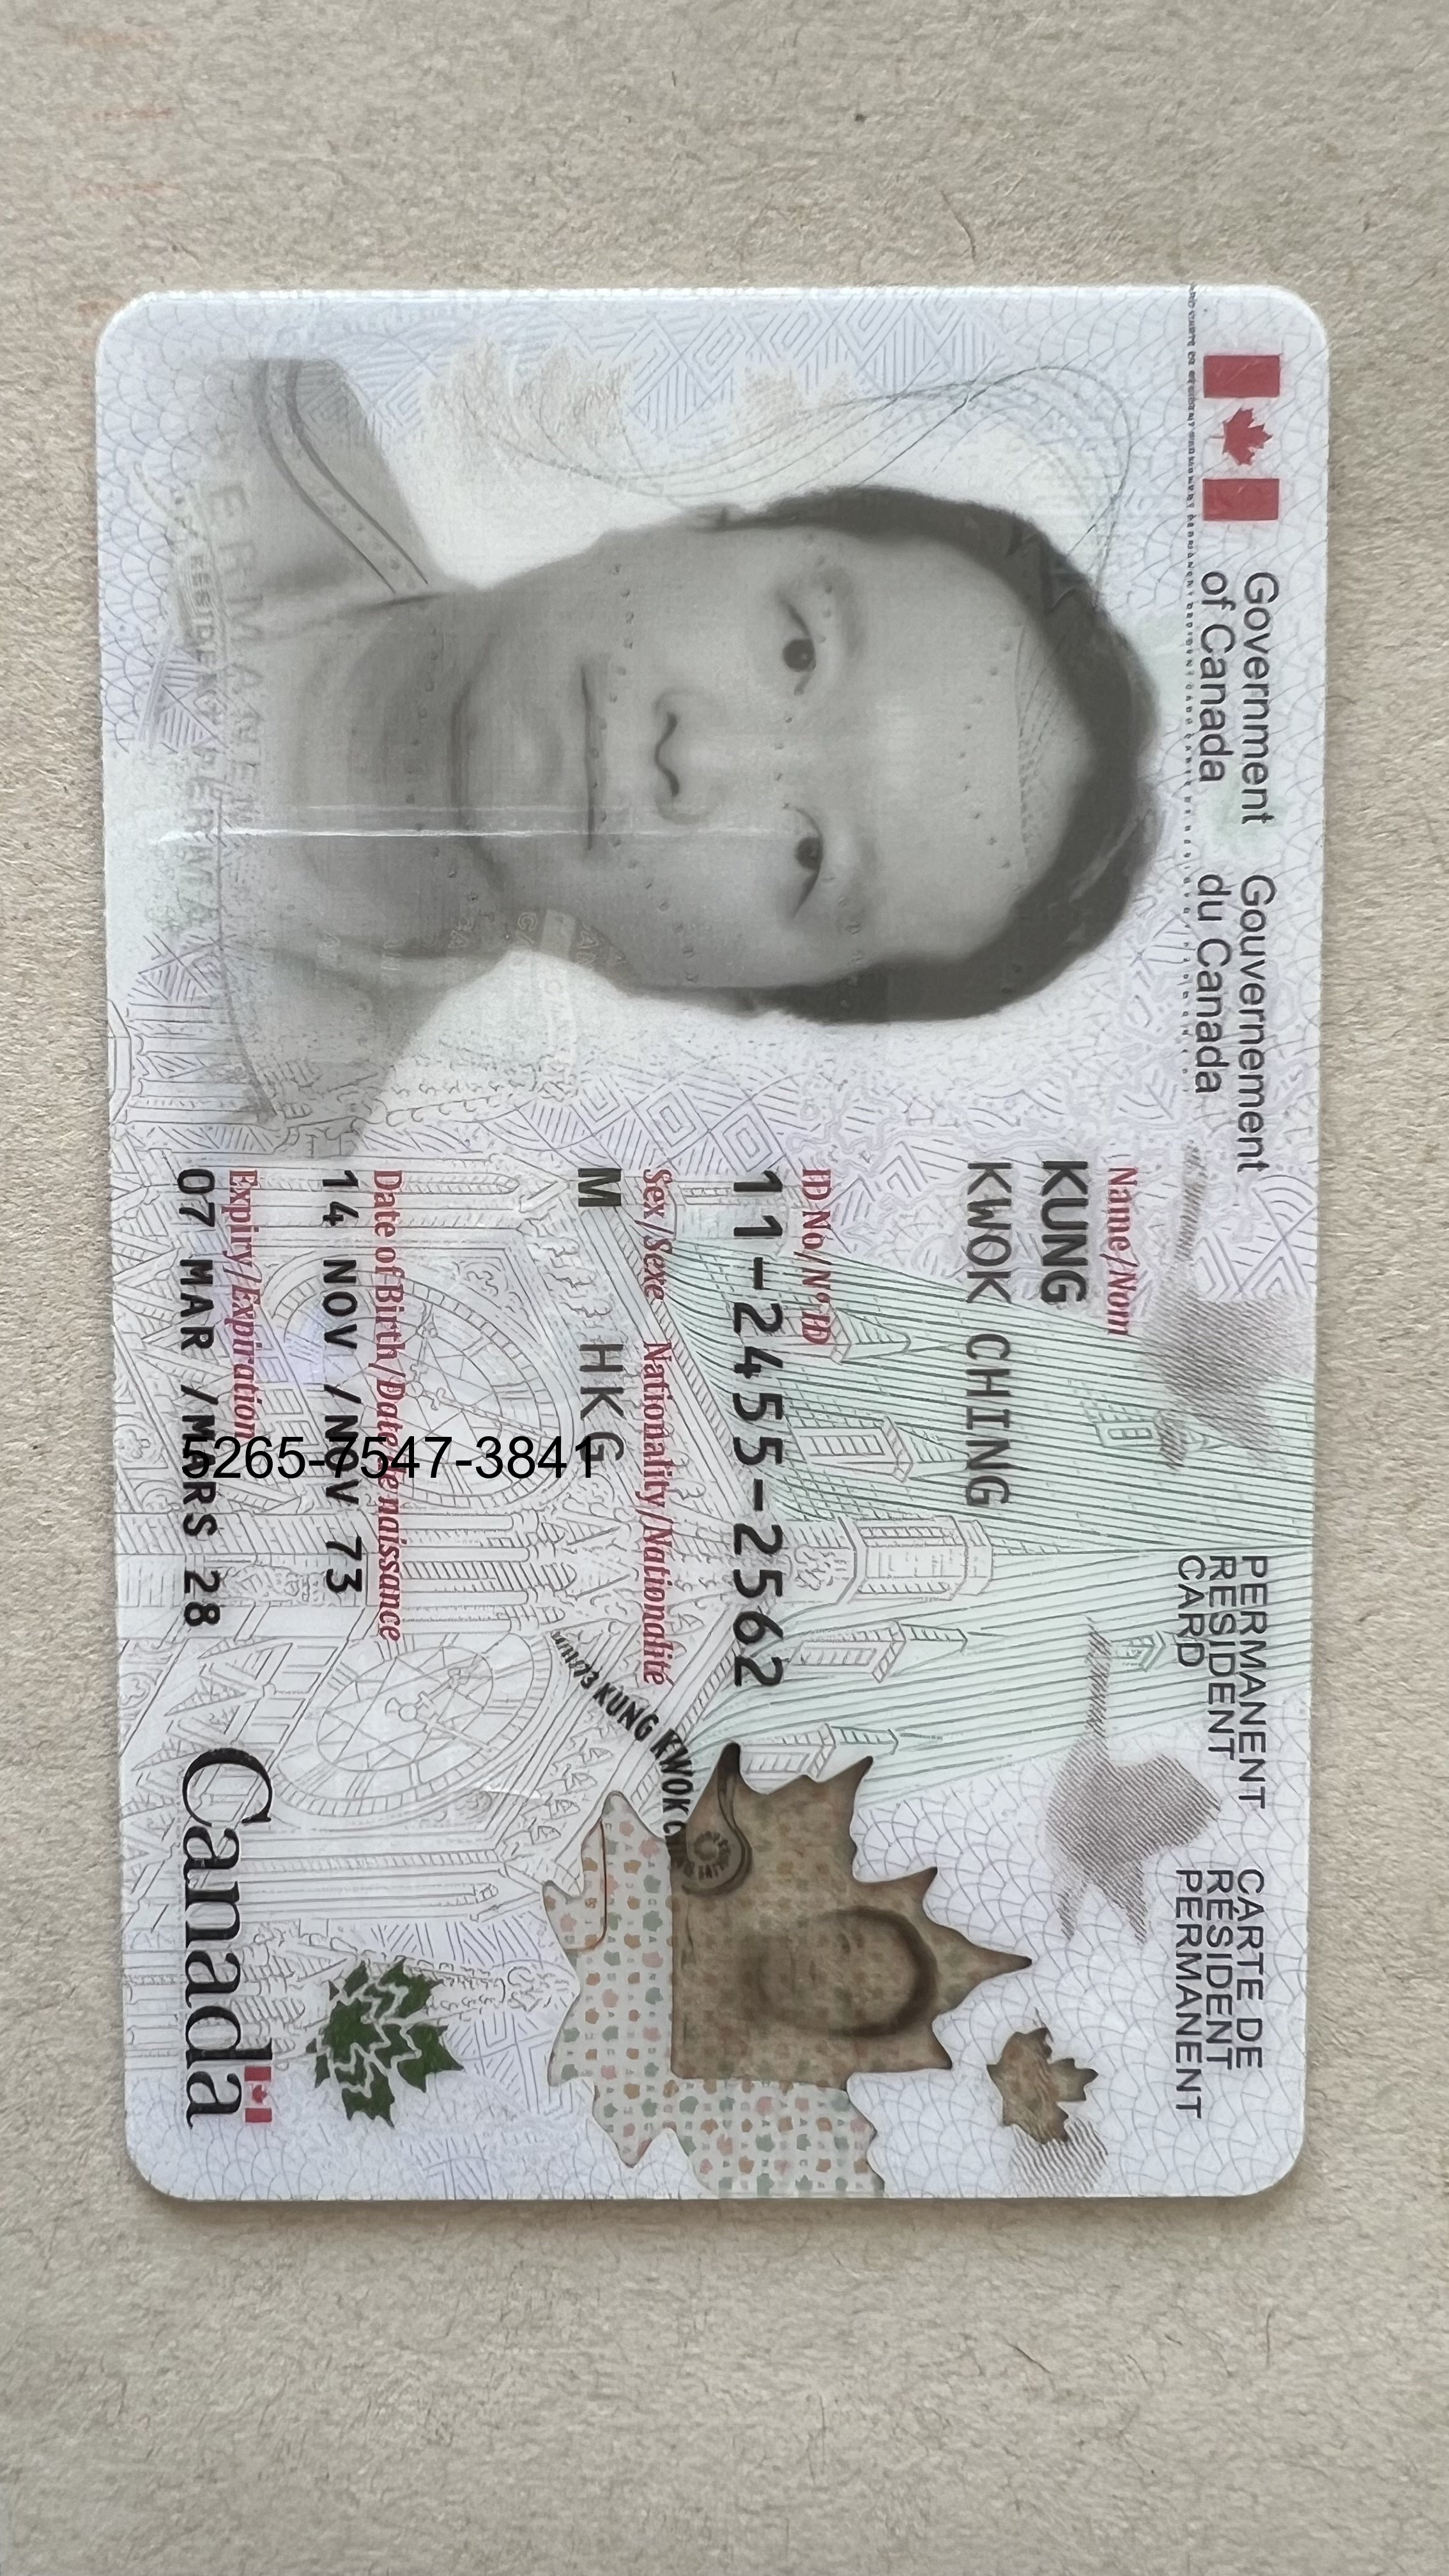 Government of Canada
Gouvernement du Canada
PERMANENT RESIDENT CARD
CARTE DE RÉSIDENT PERMANENT
Name/Nom
KUNG
KWOK CHING
ID No/Nº ID
11-2455-2562
Sex/Sexe Nationality/Nationalité
M HKG
Date of Birth/Date de naissance
14 NOV /NOV 73
Expiry/Expiration
07 MAR /MARS 28
5265-7547-3841
KUNG KWOK
Canada